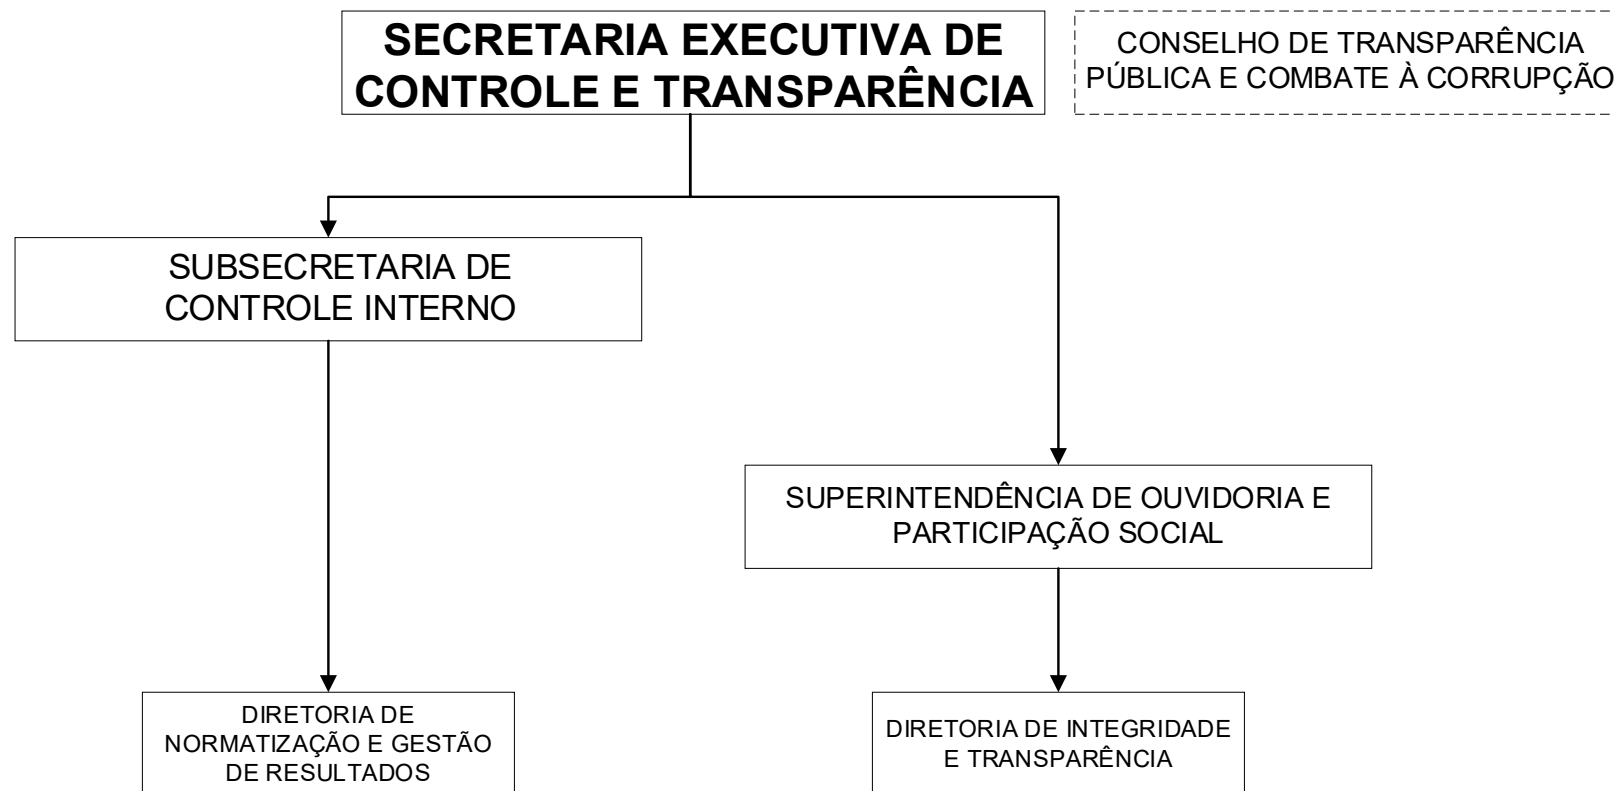 SECRETARIA EXECUTIVA DE
CONTROLE E TRANSPARÊNCIA
CONSELHO DE TRANSPARÊNCIA
PÚBLICA E COMBATE À CORRUPÇÃO
SUBSECRETARIA DE
CONTROLE INTERNO
SUPERINTENDÊNCIA DE OUVIDORIA E
PARTICIPAÇÃO SOCIAL
DIRETORIA DE
NORMATIZAÇÃO E GESTÃO
DE RESULTADOS
DIRETORIA DE INTEGRIDADE
E TRANSPARÊNCIA